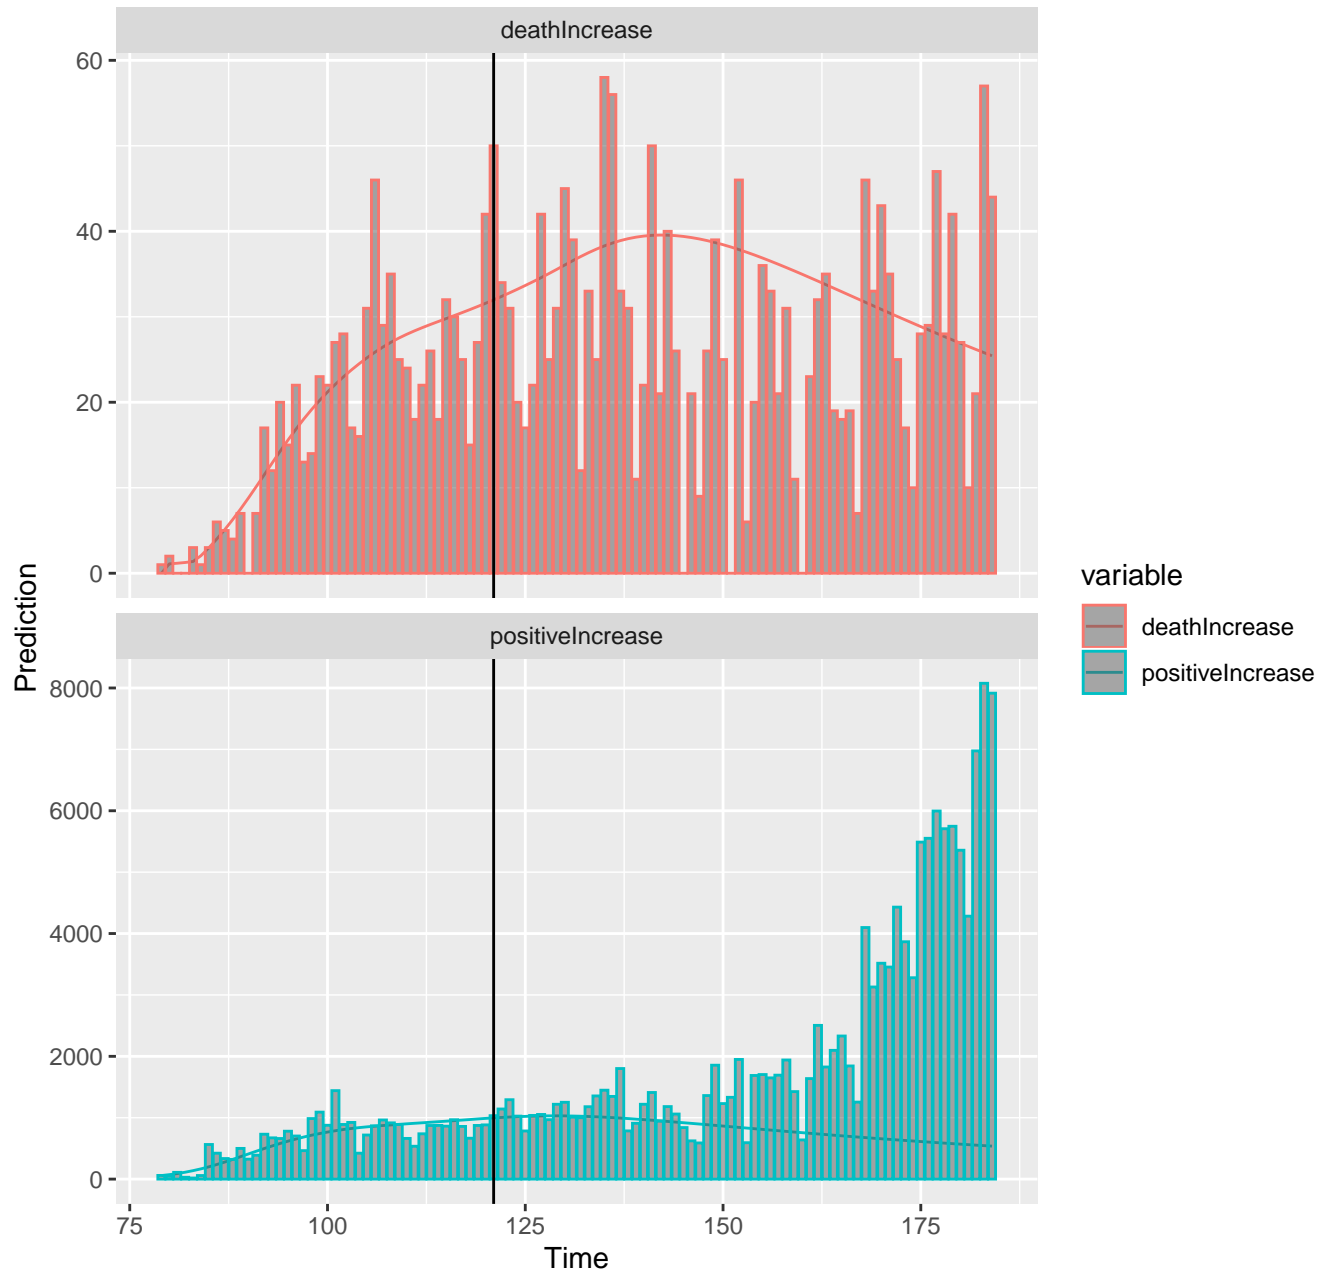 deathIncrease
60
40
20
0
positiveIncrease
8000
6000
4000
2000
0
75 100 125 150 175
Time
Prediction
variable
deathIncrease
positiveIncrease